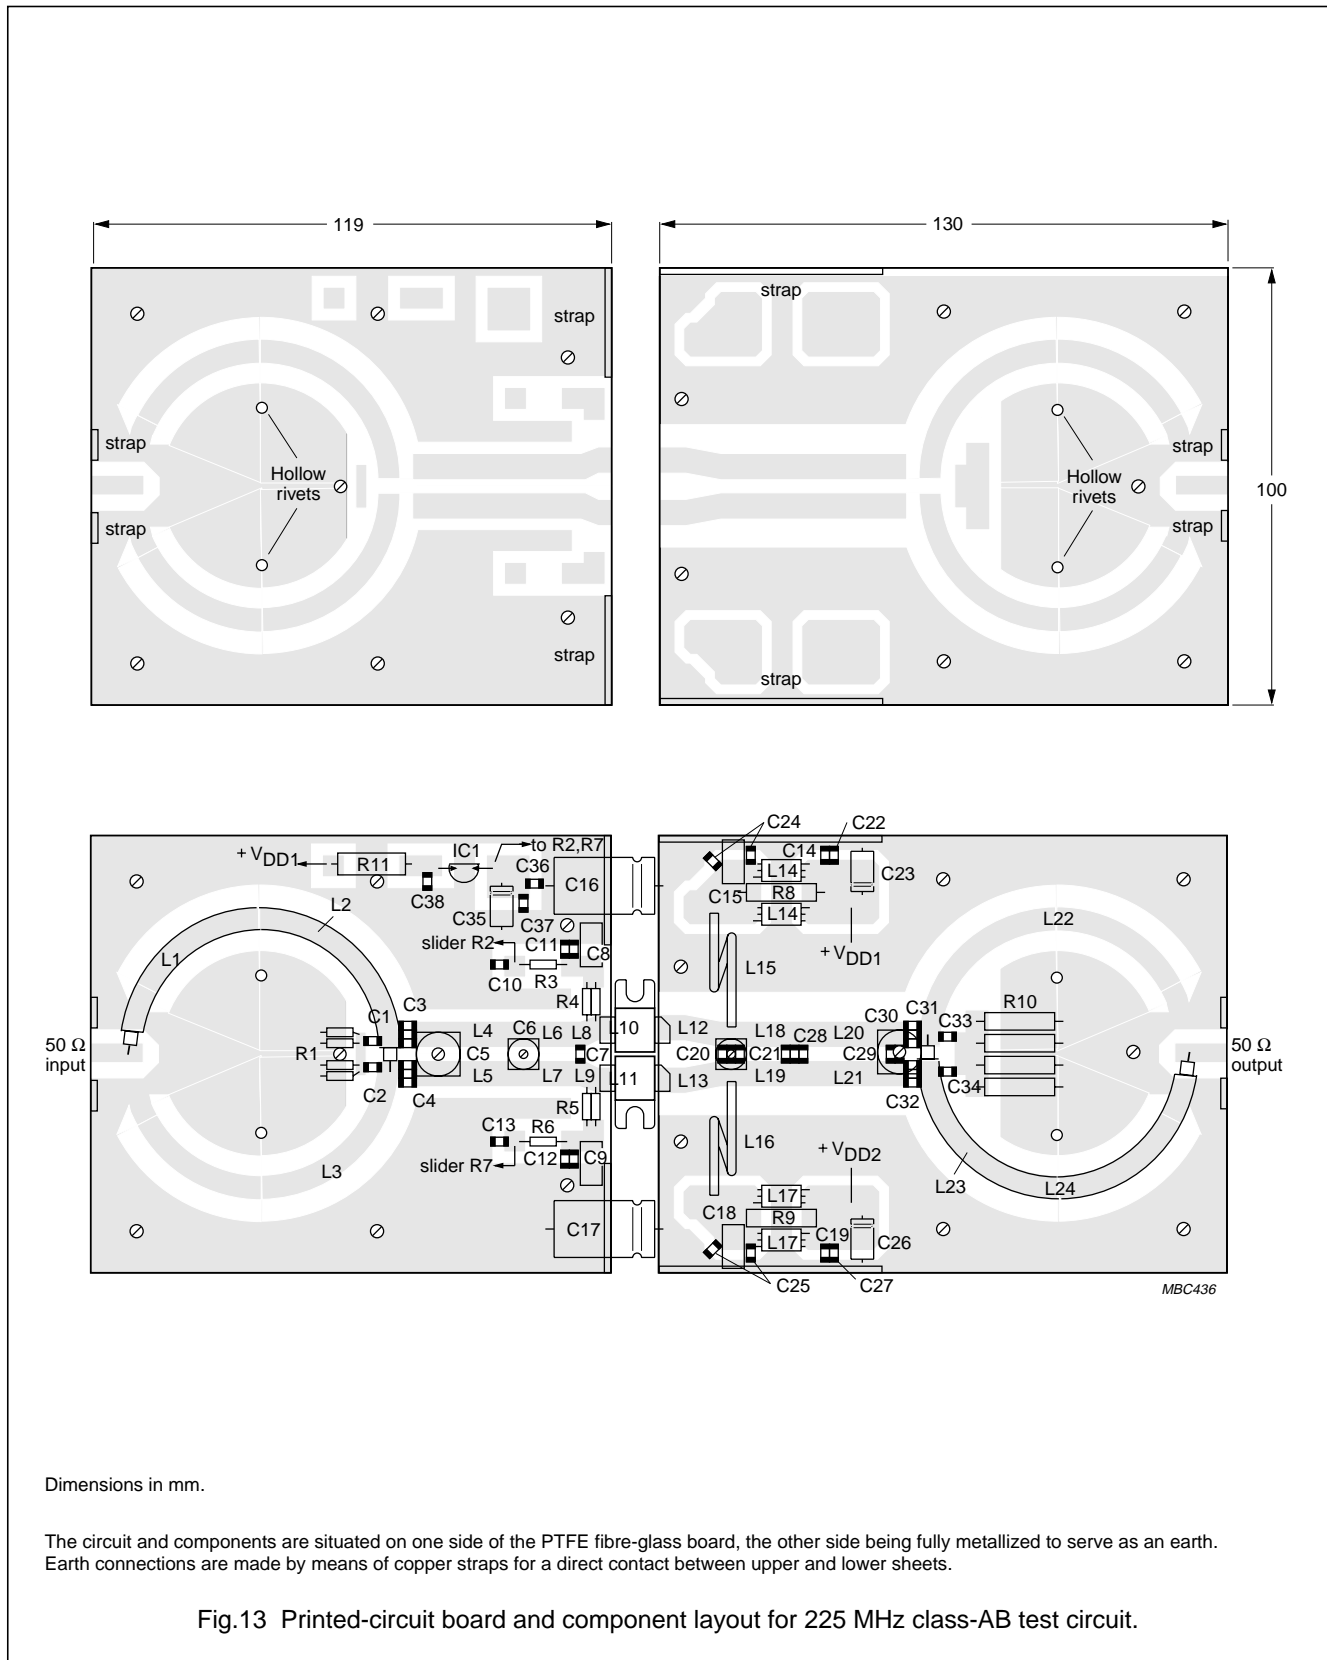 119
130
strap
strap
strap
strap
Hollow
rivets
Hollow
rivets
100
strap
strap
strap
strap
+ VDD1
R11
IC1
to R2,R7
C36
C16
C38
C35
C37
L2
L1
slider R2
C11
C8
C10
R3
R4
C24
C22
C14
L14
C23
C15
R8
L14
+ VDD1
L15
L22
C3
C1
L4
C6
L6
L8
L10
L12
L18
C30
C31
L20
C33
R10
50 Ω
input
R1
C5
C7
C20
C21
C28
C29
50 Ω
output
C2
C4
L5
L7
L9
L11
L13
L19
L21
C32
C34
R5
C13
R6
slider R7
C12
C9
L3
C17
L16
+ VDD2
L17
C18
R9
C19
L17
C26
C25
C27
L23
L24
MBC436
Dimensions in mm.
The circuit and components are situated on one side of the PTFE fibre-glass board, the other side being fully metallized to serve as an earth.
Earth connections are made by means of copper straps for a direct contact between upper and lower sheets.
Fig.13 Printed-circuit board and component layout for 225 MHz class-AB test circuit.